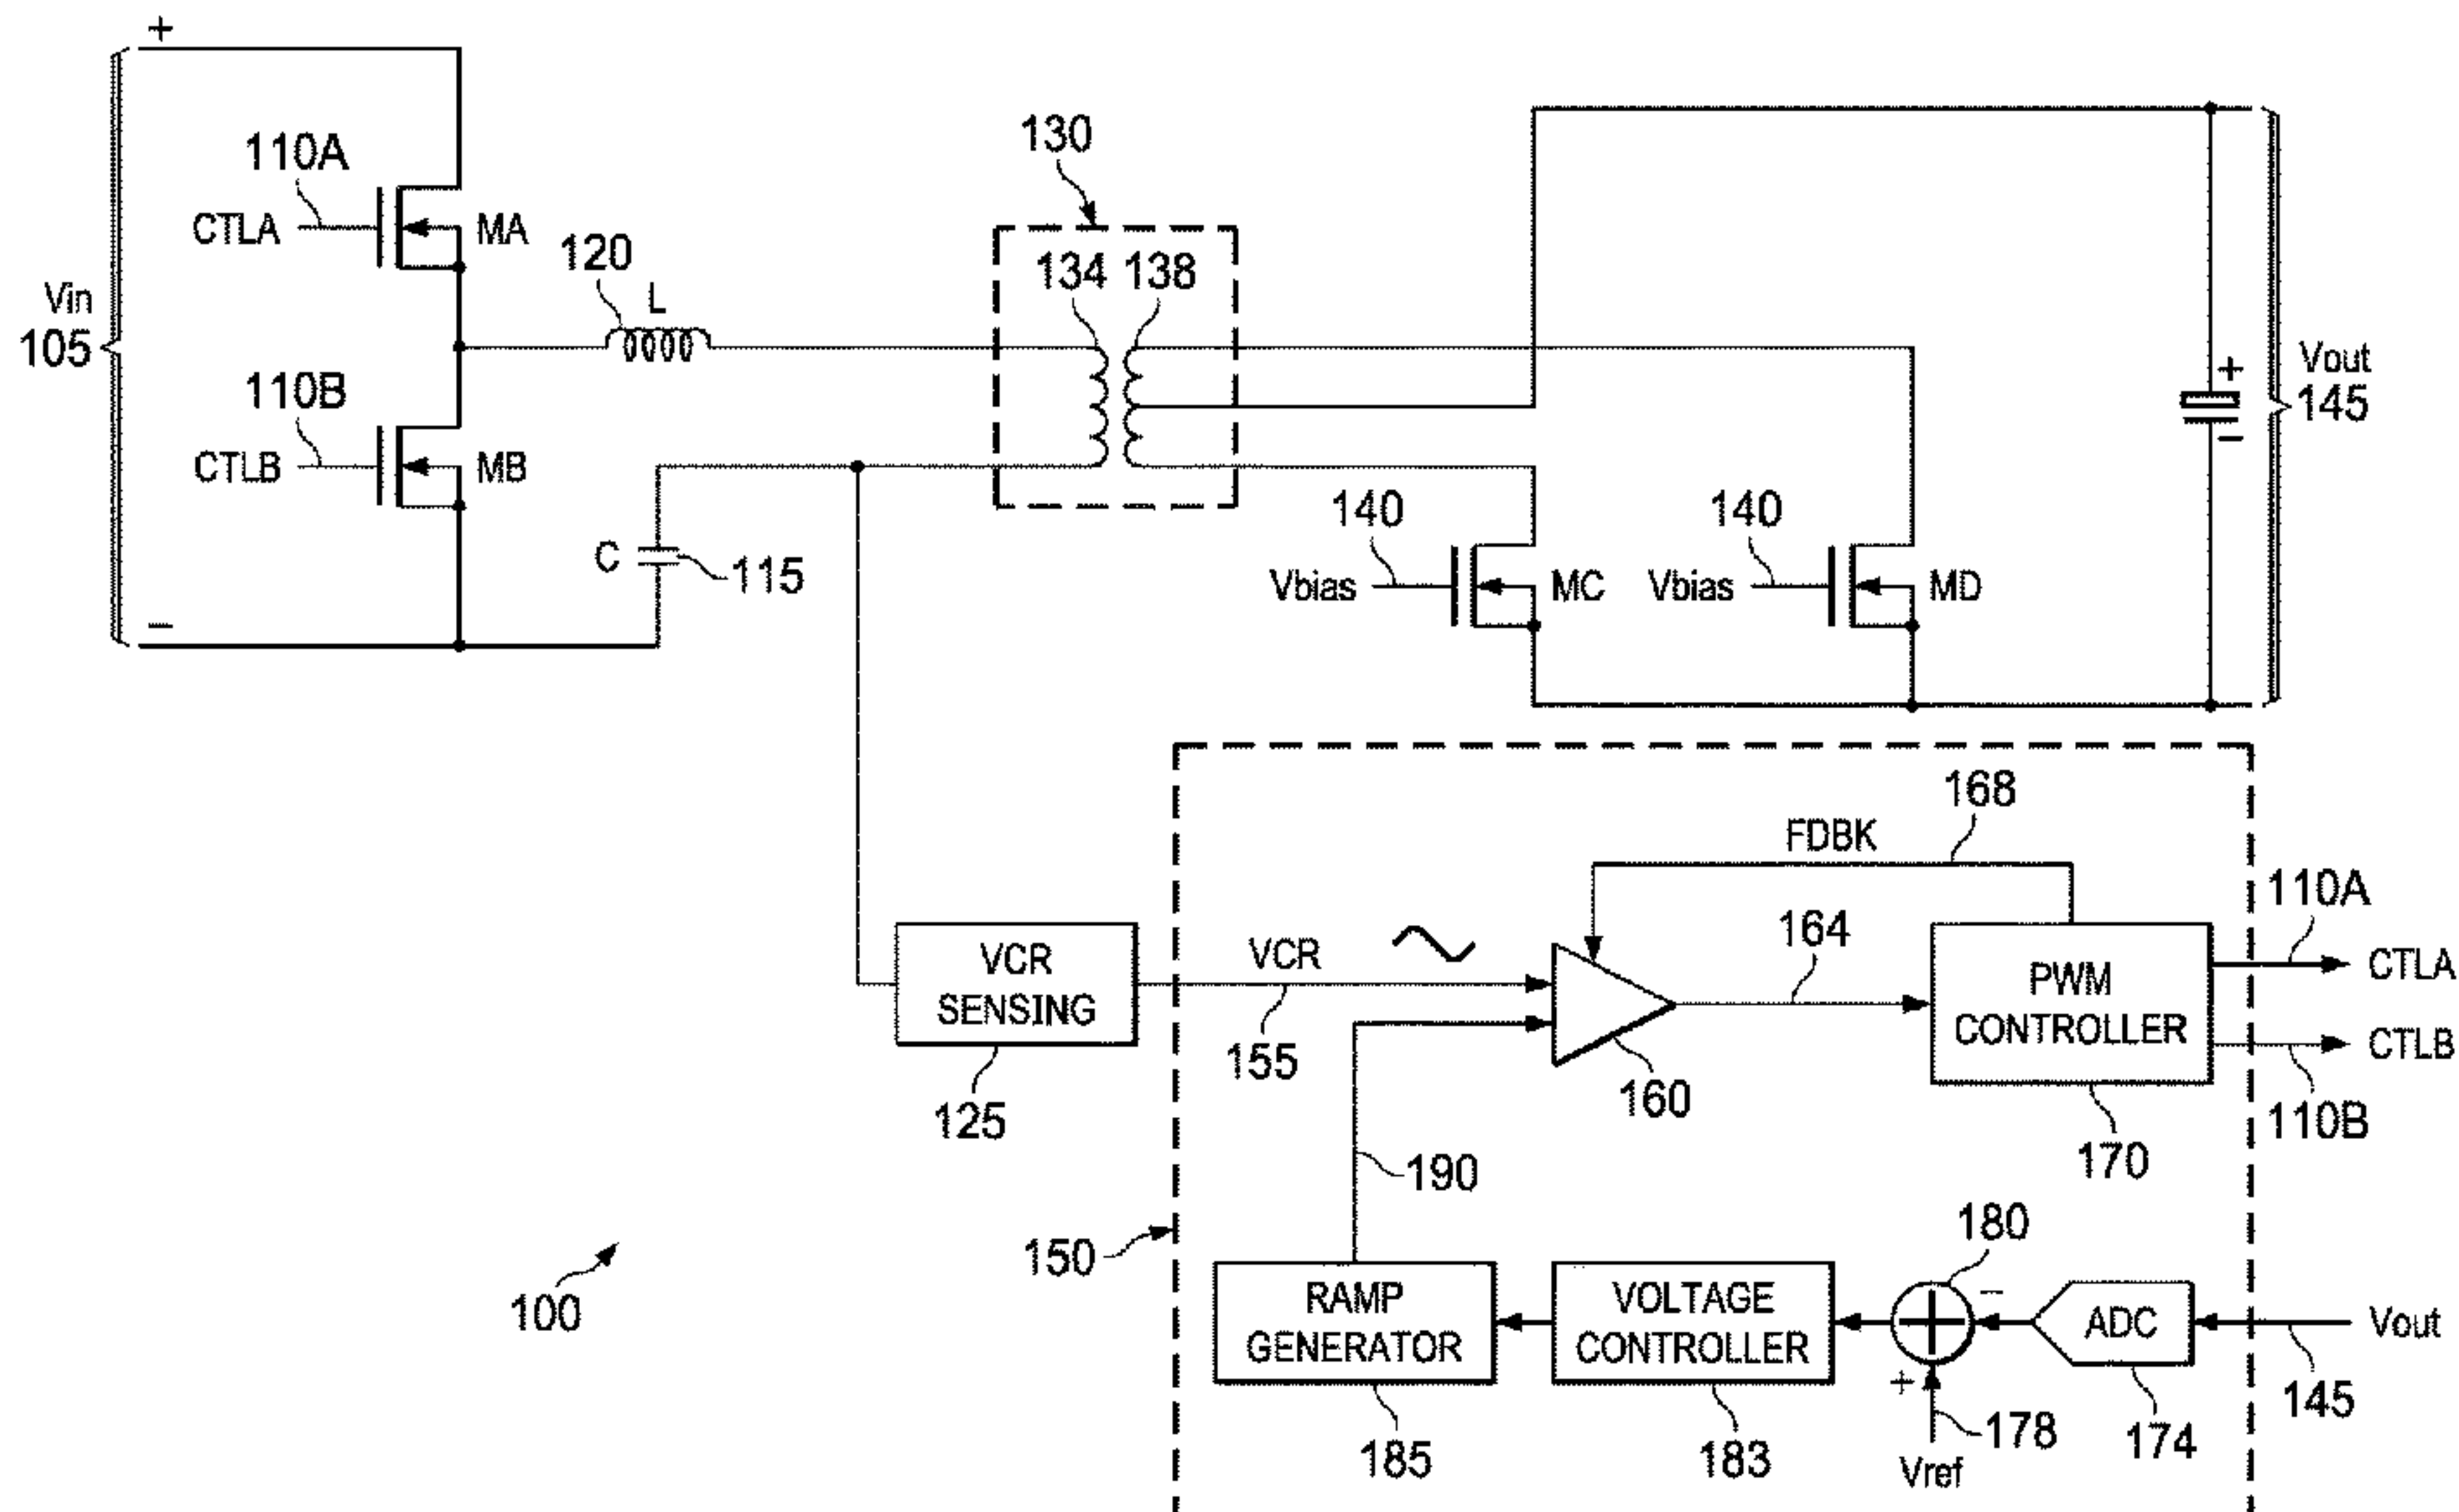 +
110A
CTLA
MA
Vin
105
120
L
110B
CTLB
MB
C
115
−
130
134
138
140
Vbias
MC
140
Vbias
MD
+
−
Vout
145
168
FDBK
110A
CTLA
VCR
SENSING
125
VCR
155
160
164
PWM
CONTROLLER
170
CTLB
110B
190
150
100
RAMP
GENERATOR
185
VOLTAGE
CONTROLLER
183
180
−
+
178
Vref
ADC
174
Vout
145